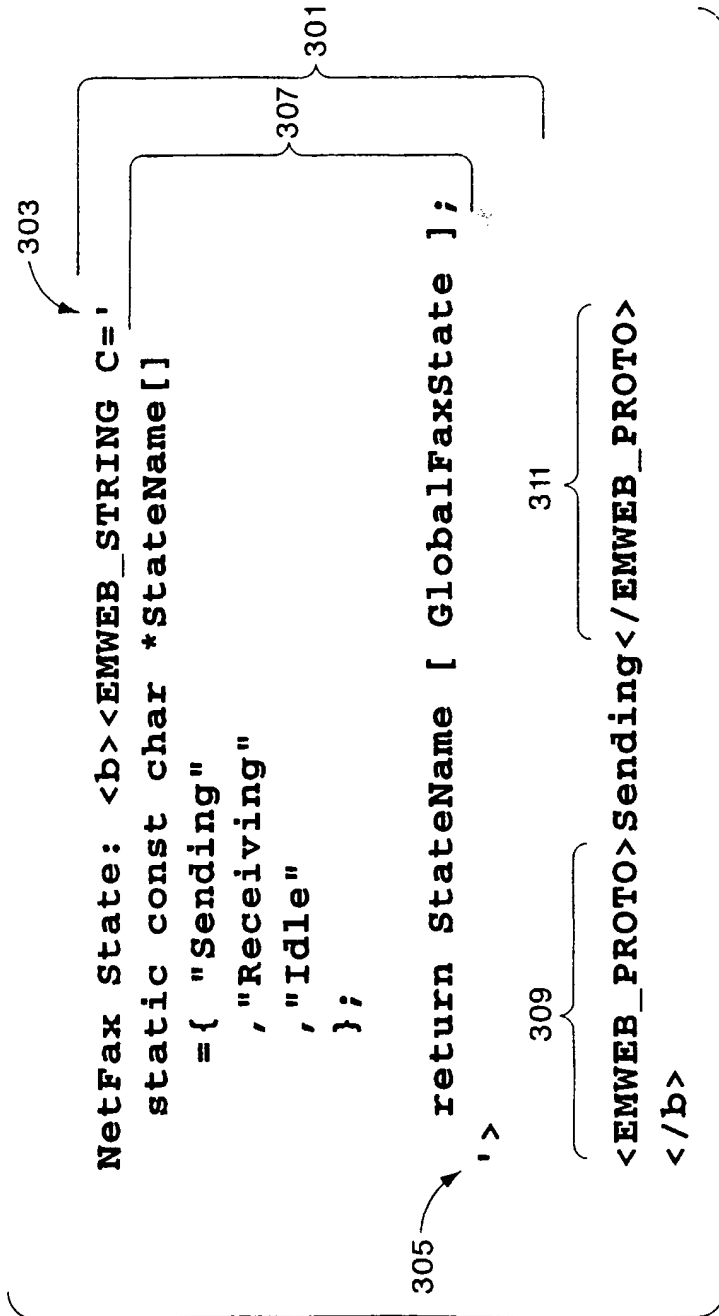 303
NetFax State: <b><EMWEB_STRING C='
static const char *StateName[]
={ "Sending"
,"Receiving"
,"Idle"
};
307
301
return StateName [ GlobalFaxState ];
305
'>
309
311
<EMWEB_PROTO>Sending</EMWEB_PROTO>
</b>